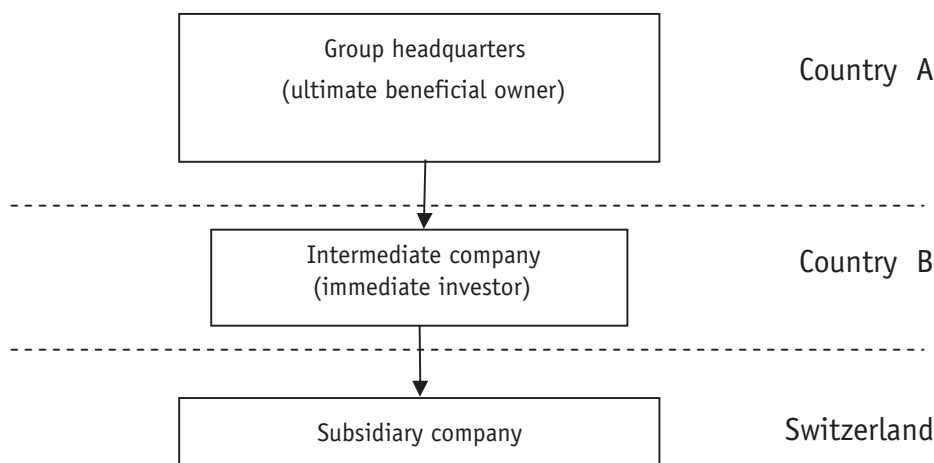 Group headquarters
(ultimate beneficial owner)
Country A
Intermediate company
(immediate investor)
Country B
Subsidiary company
Switzerland